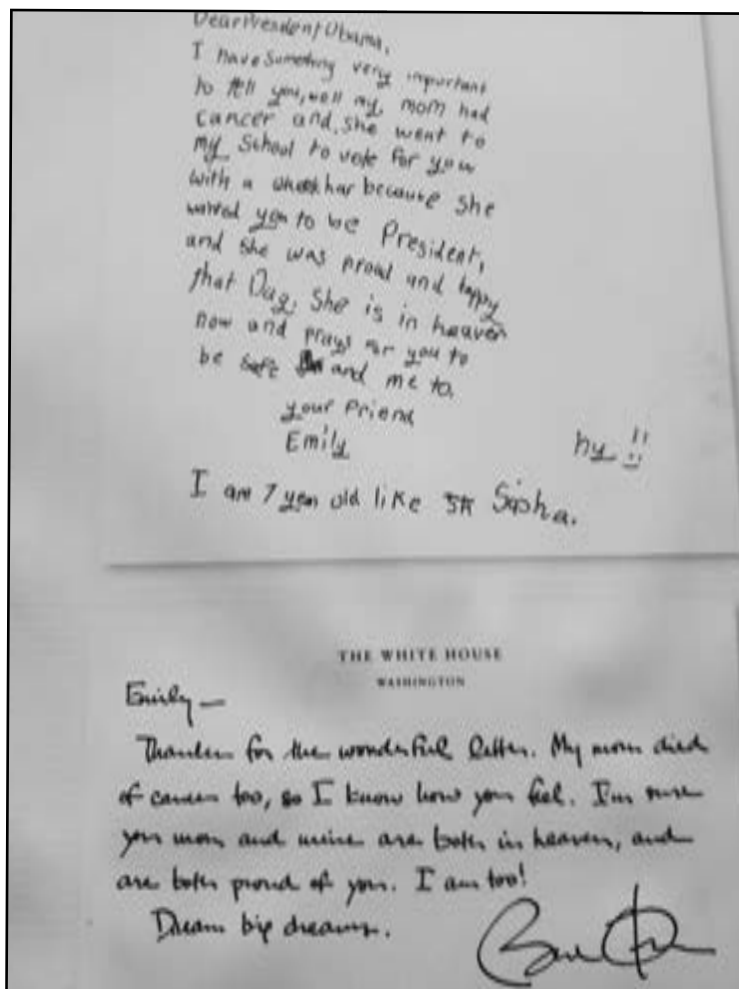 Dear President Obama,
I have Something very important
to tell you, well my mom had
cancer and, she went to
my School to vote for you
with a because she
wanted you to be President,
and she was proud and happy
that Day. She is in heaven
now and prays for you to
be safe and me to.
your Friend
Emily
ny !!
I am 7 years old like Sasha.
THE WHITE HOUSE
WASHINGTON
Emily —
Thanks for the wonderful letter. My mom died
of cancer too, so I know how you feel. I'm sure
your mom and mine are both in heaven, and
are both proud of you. I am too!
Dream big dreams.